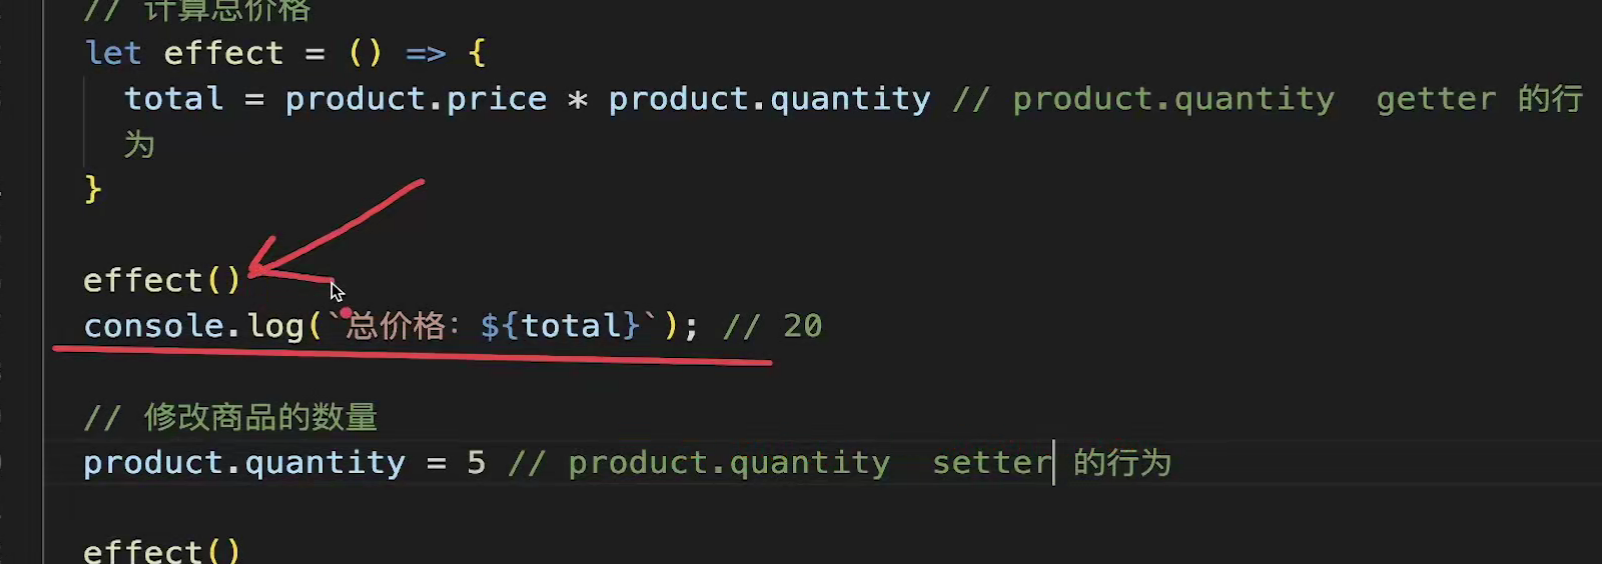 // 计算总价格
let effect = () => {
total = product.price * product.quantity // product.quantity  getter 的行
为
}
effect()
console.log(`总价格: ${total}`); // 20
// 修改商品的数量
product.quantity = 5 // product.quantity  setter 的行为
effect()